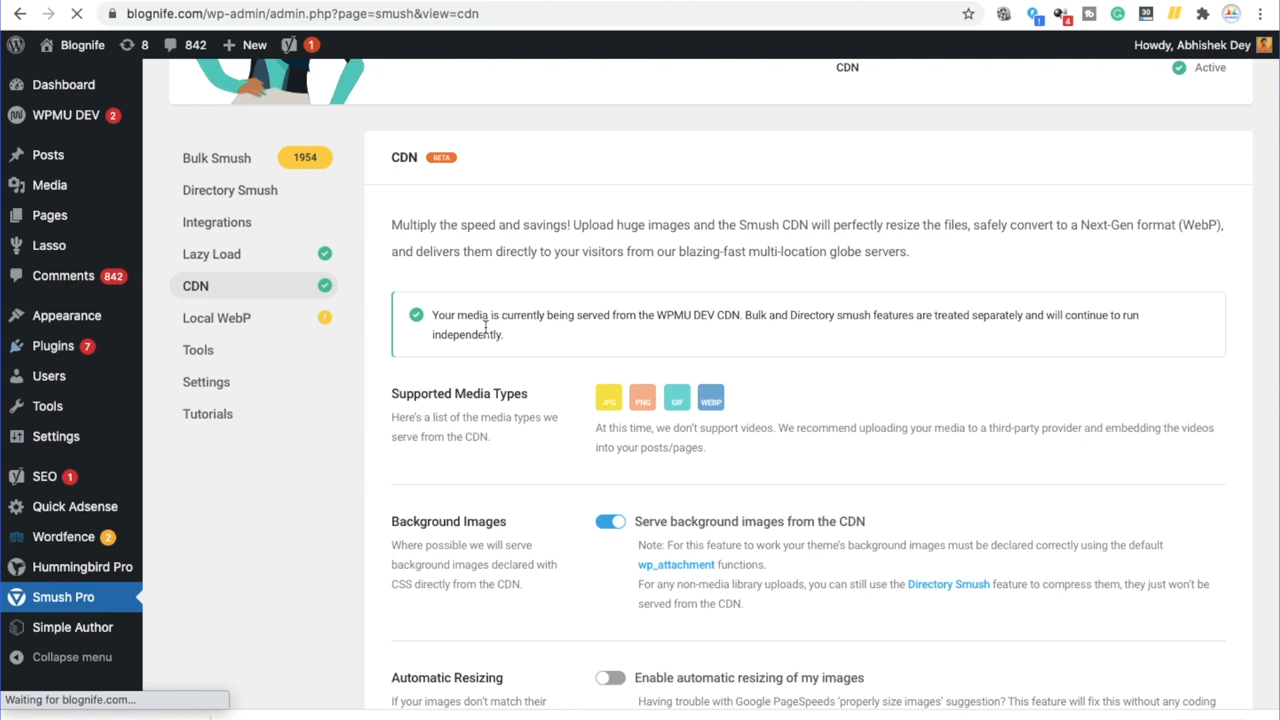 blognife.com/wp-admin/admin.php?page=smush&view=cdn
1
4
30
Blognife
8
842
New
1
Howdy, Abhishek Dey
Dashboard
WPMU DEV 2
Posts
Media
Pages
Lasso
Comments 842
Appearance
Plugins 7
Users
Tools
Settings
SEO 1
Quick Adsense
Wordfence 2
Hummingbird Pro
Smush Pro
Simple Author
Collapse menu
Waiting for blognife.com...
CDN
Active
Bulk Smush 1954
Directory Smush
Integrations
Lazy Load
CDN
Local WebP
Tools
Settings
Tutorials
CDN BETA
Multiply the speed and savings! Upload huge images and the Smush CDN will perfectly resize the files, safely convert to a Next-Gen format (WebP),
and delivers them directly to your visitors from our blazing-fast multi-location globe servers.
Your media is currently being served from the WPMU DEV CDN. Bulk and Directory smush features are treated separately and will continue to run
independently.
Supported Media Types
Here's a list of the media types we
serve from the CDN.
JPG PNG GIF WEBP
At this time, we don't support videos. We recommend uploading your media to a third-party provider and embedding the videos
into your posts/pages.
Background Images
Where possible we will serve
background images declared with
CSS directly from the CDN.
Serve background images from the CDN
Note: For this feature to work your theme's background images must be declared correctly using the default
wp_attachment functions.
For any non-media library uploads, you can still use the Directory Smush feature to compress them, they just won't be
served from the CDN.
Automatic Resizing
If your images don't match their
Enable automatic resizing of my images
Having trouble with Google PageSpeeds 'properly size images' suggestion? This feature will fix this without any coding